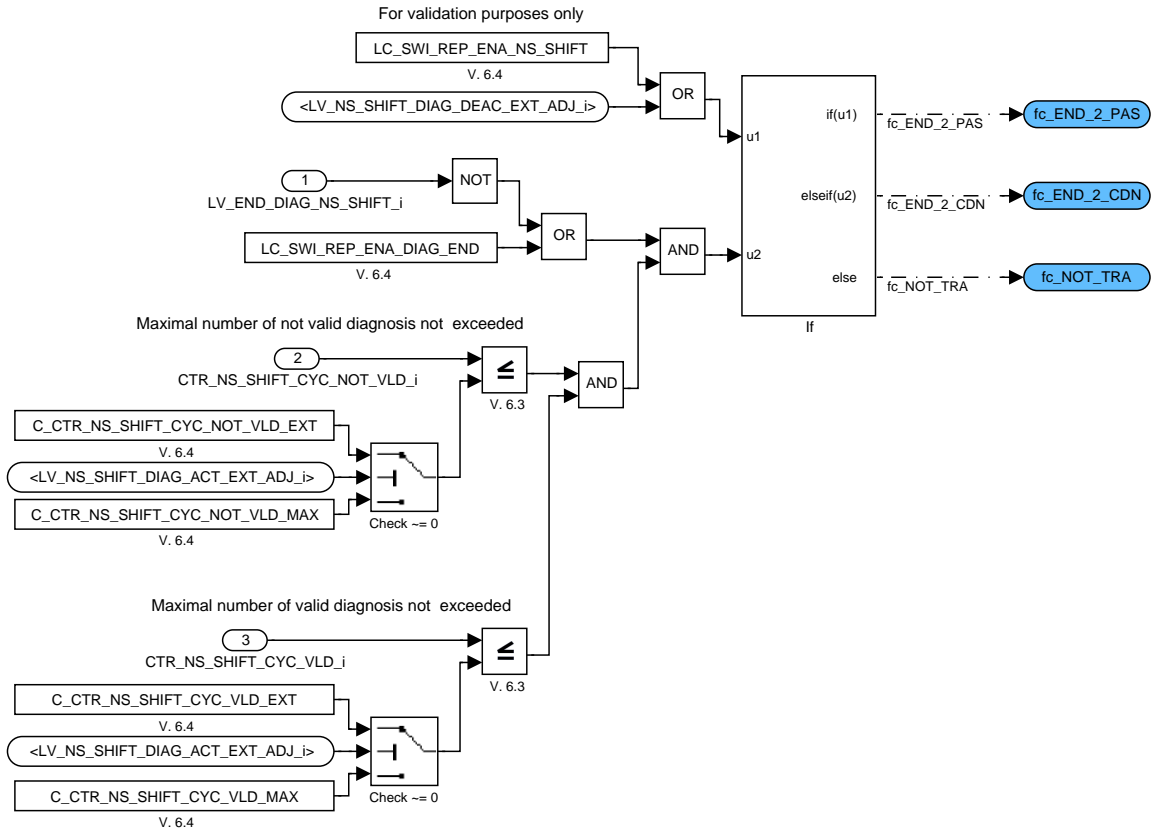 For validation purposes only
LC_SWI_REP_ENA_NS_SHIFT
V. 6.4
<LV_NS_SHIFT_DIAG_DEAC_EXT_ADJ_i>
OR
1
LV_END_DIAG_NS_SHIFT_i
NOT
LC_SWI_REP_ENA_DIAG_END
V. 6.4
OR
AND
u1
u2
if(u1)
elseif(u2)
else
If
fc_END_2_PAS
fc_END_2_PAS
fc_END_2_CDN
fc_END_2_CDN
fc_NOT_TRA
fc_NOT_TRA
Maximal number of not valid diagnosis not  exceeded
2
CTR_NS_SHIFT_CYC_NOT_VLD_i
≤
V. 6.3
AND
C_CTR_NS_SHIFT_CYC_NOT_VLD_EXT
V. 6.4
<LV_NS_SHIFT_DIAG_ACT_EXT_ADJ_i>
C_CTR_NS_SHIFT_CYC_NOT_VLD_MAX
V. 6.4
Check ~= 0
Maximal number of valid diagnosis not  exceeded
3
CTR_NS_SHIFT_CYC_VLD_i
≤
V. 6.3
C_CTR_NS_SHIFT_CYC_VLD_EXT
V. 6.4
<LV_NS_SHIFT_DIAG_ACT_EXT_ADJ_i>
C_CTR_NS_SHIFT_CYC_VLD_MAX
V. 6.4
Check ~= 0